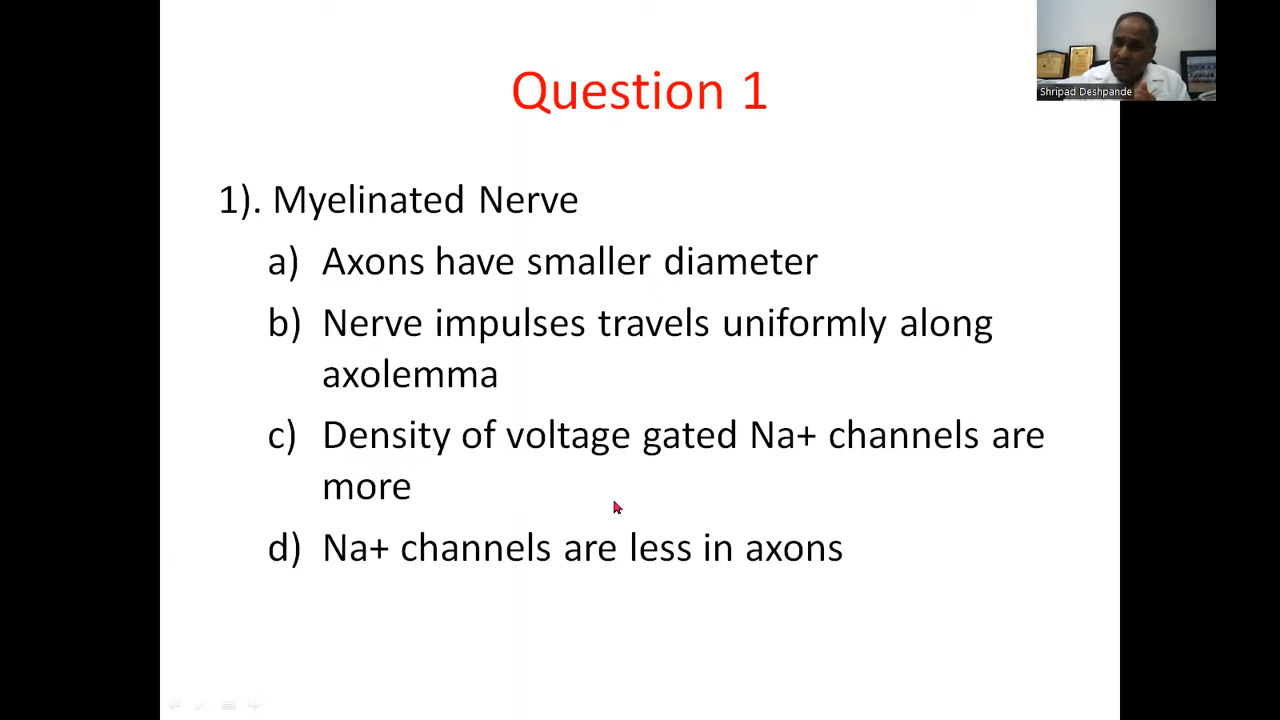 Question 1
Shripad Deshpande
1). Myelinated Nerve
a) Axons have smaller diameter
b) Nerve impulses travels uniformly along
axolemma
c) Density of voltage gated Na+ channels are
more
d) Na+ channels are less in axons